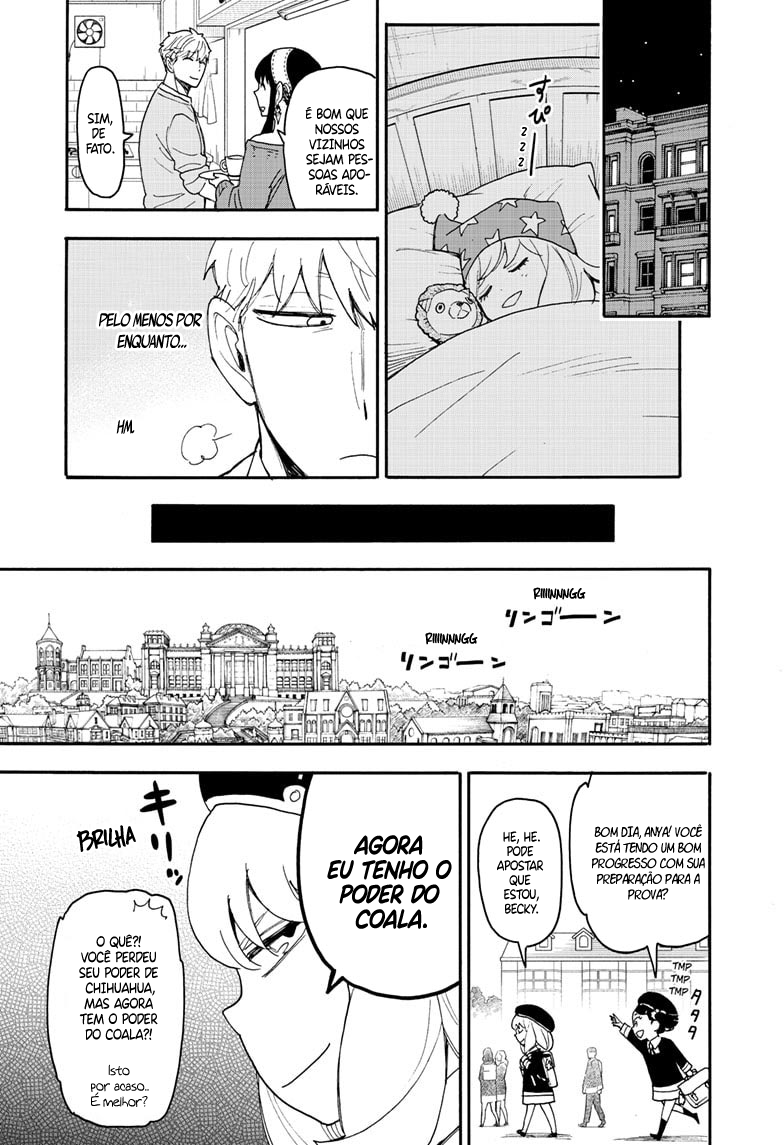 すぴー
zzz
É BOM QUE
NOSSOS
VIZINHOS
SEJAM PES-
SOAS ADO-
RÁVEIS.
SIM,
DE
FATO.
PELO MENOS POR
ENQUANTO...
HM.
RIIIINNNGG
リンゴーーン
RIIIINNNGG
リンゴーーン
BOM DIA, ANYA! VOCÊ
ESTÁ TENDO UM BOM
PROGRESSO COM SUA
PREPARAÇÃO PARA A
PROVA?
HE, HE.
PODE
APOSTAR
QUE
ESTOU,
BECKY.
TMP,
TMP,
TMP
タタタ
AGORA
EU TENHO O
PODER DO
COALA.
キリッ
BRILHA
O QUÊ?!
VOCÊ PERDEU
SEU PODER DE
CHIHUAHUA,
MAS AGORA
TEM O PODER
DO COALA?!
Isto
por acaso..
É melhor?